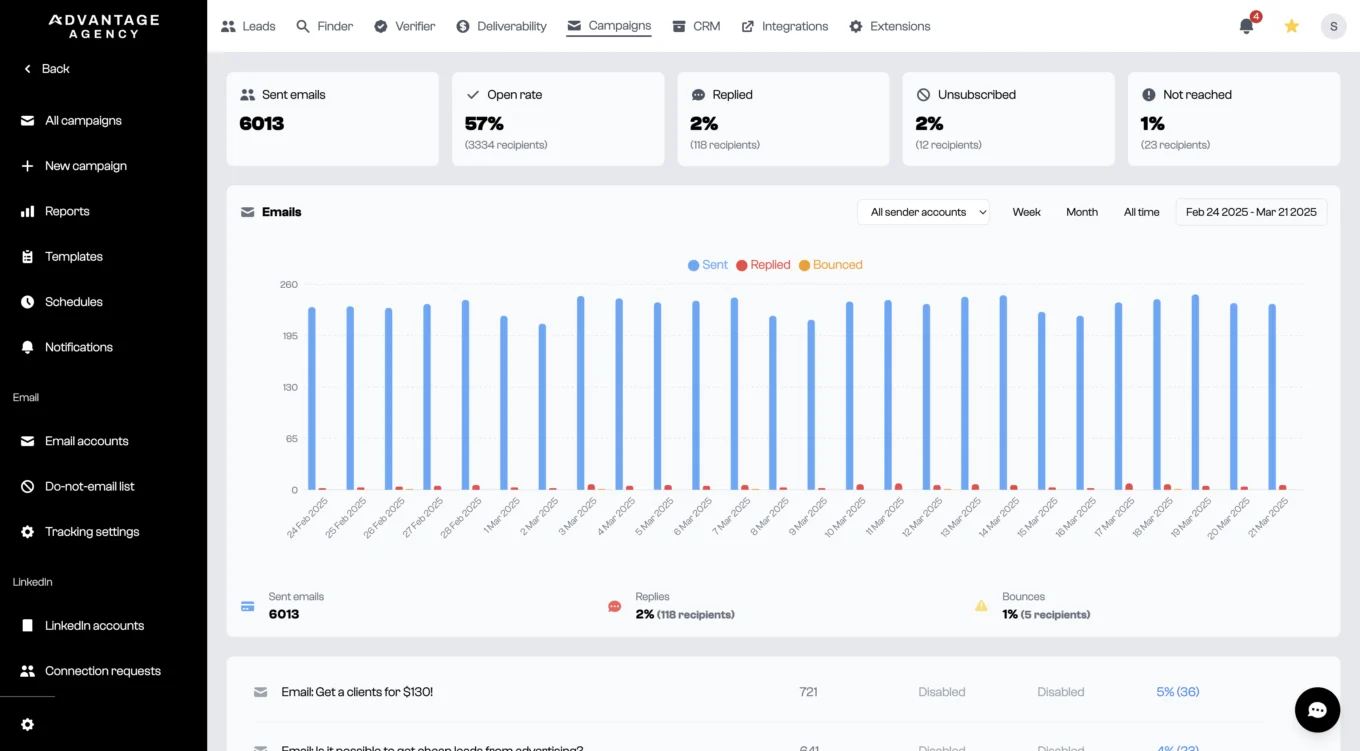 ADVANTAGE
AGENCY
Back
All campaigns
New campaign
Reports
Templates
Schedules
Notifications
Email
Email accounts
Do-not-email list
Tracking settings
LinkedIn
LinkedIn accounts
Connection requests
Leads Finder Verifier Deliverability Campaigns CRM Integrations Extensions 4 S
Sent emails
6013
Open rate
57%
(3334 recipients)
Replied
2%
(118 recipients)
Unsubscribed
2%
(12 recipients)
Not reached
1%
(23 recipients)
Emails All sender accounts Week Month All time Feb 24 2025 - Mar 21 2025
Sent Replied Bounced
260
195
130
65
0
24 Feb 2025
25 Feb 2025
26 Feb 2025
27 Feb 2025
28 Feb 2025
1 Mar 2025
2 Mar 2025
3 Mar 2025
4 Mar 2025
5 Mar 2025
6 Mar 2025
7 Mar 2025
8 Mar 2025
9 Mar 2025
10 Mar 2025
11 Mar 2025
12 Mar 2025
13 Mar 2025
14 Mar 2025
15 Mar 2025
16 Mar 2025
17 Mar 2025
18 Mar 2025
19 Mar 2025
20 Mar 2025
21 Mar 2025
Sent emails
6013
Replies
2% (118 recipients)
Bounces
1% (5 recipients)
Email: Get a clients for $130! 721 Disabled Disabled 5% (36)
Email: Is it possible to get cheap leads from advertising? 641 Disabled Disabled 4% (23)